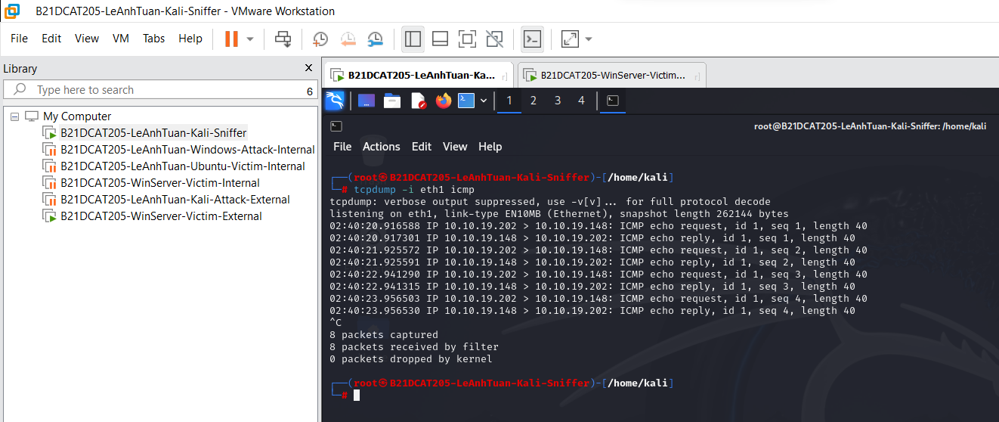 B21DCAT205-LeAnhTuan-Kali-Sniffer - VMware Workstation
File Edit View VM Tabs Help
Library
Type here to search 6
My Computer
B21DCAT205-LeAnhTuan-Kali-Sniffer
B21DCAT205-LeAnhTuan-Windows-Attack-Internal
B21DCAT205-LeAnhTuan-Ubuntu-Victim-Internal
B21DCAT205-WinServer-Victim-Internal
B21DCAT205-LeAnhTuan-Kali-Attack-External
B21DCAT205-WinServer-Victim-External
B21DCAT205-LeAnhTuan-Ka... B21DCAT205-WinServer-Victim...
1 2 3 4
root@B21DCAT205-LeAnhTuan-Kali-Sniffer: /home/kali
File Actions Edit View Help
┌──(root㉿B21DCAT205-LeAnhTuan-Kali-Sniffer)-[/home/kali]
└─# tcpdump -i eth1 icmp
tcpdump: verbose output suppressed, use -v[v]... for full protocol decode
listening on eth1, link-type EN10MB (Ethernet), snapshot length 262144 bytes
02:40:20.916588 IP 10.10.19.202 > 10.10.19.148: ICMP echo request, id 1, seq 1, length 40
02:40:20.917301 IP 10.10.19.148 > 10.10.19.202: ICMP echo reply, id 1, seq 1, length 40
02:40:21.925572 IP 10.10.19.202 > 10.10.19.148: ICMP echo request, id 1, seq 2, length 40
02:40:21.925591 IP 10.10.19.148 > 10.10.19.202: ICMP echo reply, id 1, seq 2, length 40
02:40:22.941290 IP 10.10.19.202 > 10.10.19.148: ICMP echo request, id 1, seq 3, length 40
02:40:22.941315 IP 10.10.19.148 > 10.10.19.202: ICMP echo reply, id 1, seq 3, length 40
02:40:23.956503 IP 10.10.19.202 > 10.10.19.148: ICMP echo request, id 1, seq 4, length 40
02:40:23.956530 IP 10.10.19.148 > 10.10.19.202: ICMP echo reply, id 1, seq 4, length 40
^C
8 packets captured
8 packets received by filter
0 packets dropped by kernel
┌──(root㉿B21DCAT205-LeAnhTuan-Kali-Sniffer)-[/home/kali]
└─#